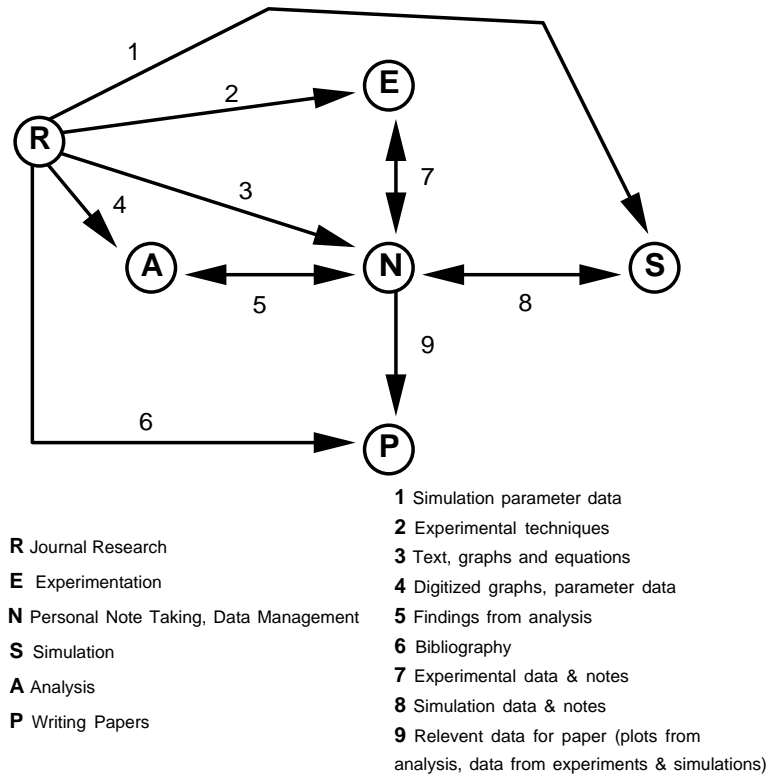 1
2
E
R
7
3
4
A
N
S
5
8
9
6
P
R Journal Research
E Experimentation
N Personal Note Taking, Data Management
S Simulation
A Analysis
P Writing Papers
1 Simulation parameter data
2 Experimental techniques
3 Text, graphs and equations
4 Digitized graphs, parameter data
5 Findings from analysis
6 Bibliography
7 Experimental data & notes
8 Simulation data & notes
9 Relevent data for paper (plots from
analysis, data from experiments & simulations)